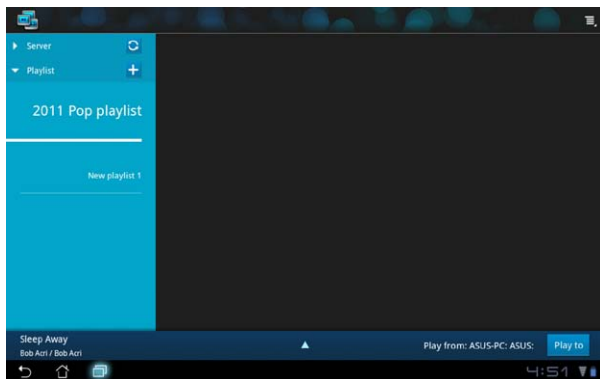 Server
Playlist
2011 Pop playlist
New playlist 1
Sleep Away
Bob Acri / Bob Acri
Play from: ASUS-PC: ASUS:
Play to
4:51